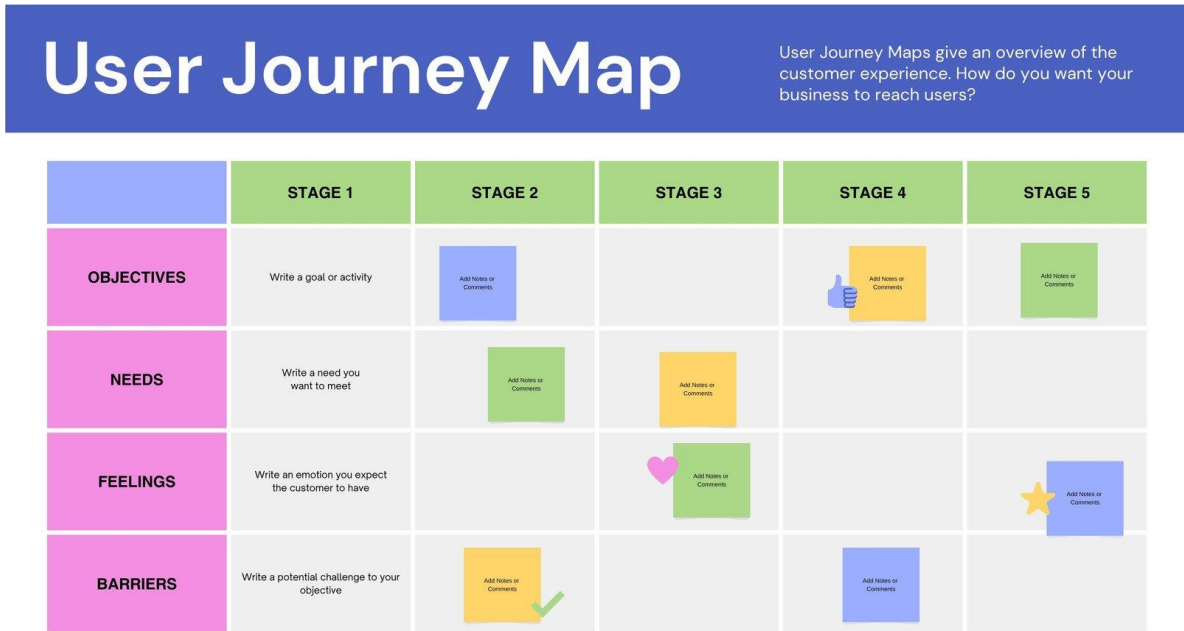 User Journey Map
User Journey Maps give an overview of the
customer experience. How do you want your
business to reach users?
STAGE 1
STAGE 2
STAGE 3
STAGE 4
STAGE 5
OBJECTIVES
Write a goal or activity
Add Notes or
Comments
Add Notes or
Comments
Add Notes or
Comments
NEEDS
Write a need you
want to meet
Add Notes or
Comments
Add Notes or
Comments
FEELINGS
Write an emotion you expect
the customer to have
Add Notes or
Comments
Add Notes or
Comments
BARRIERS
Write a potential challenge to your
objective
Add Notes or
Comments
Add Notes or
Comments